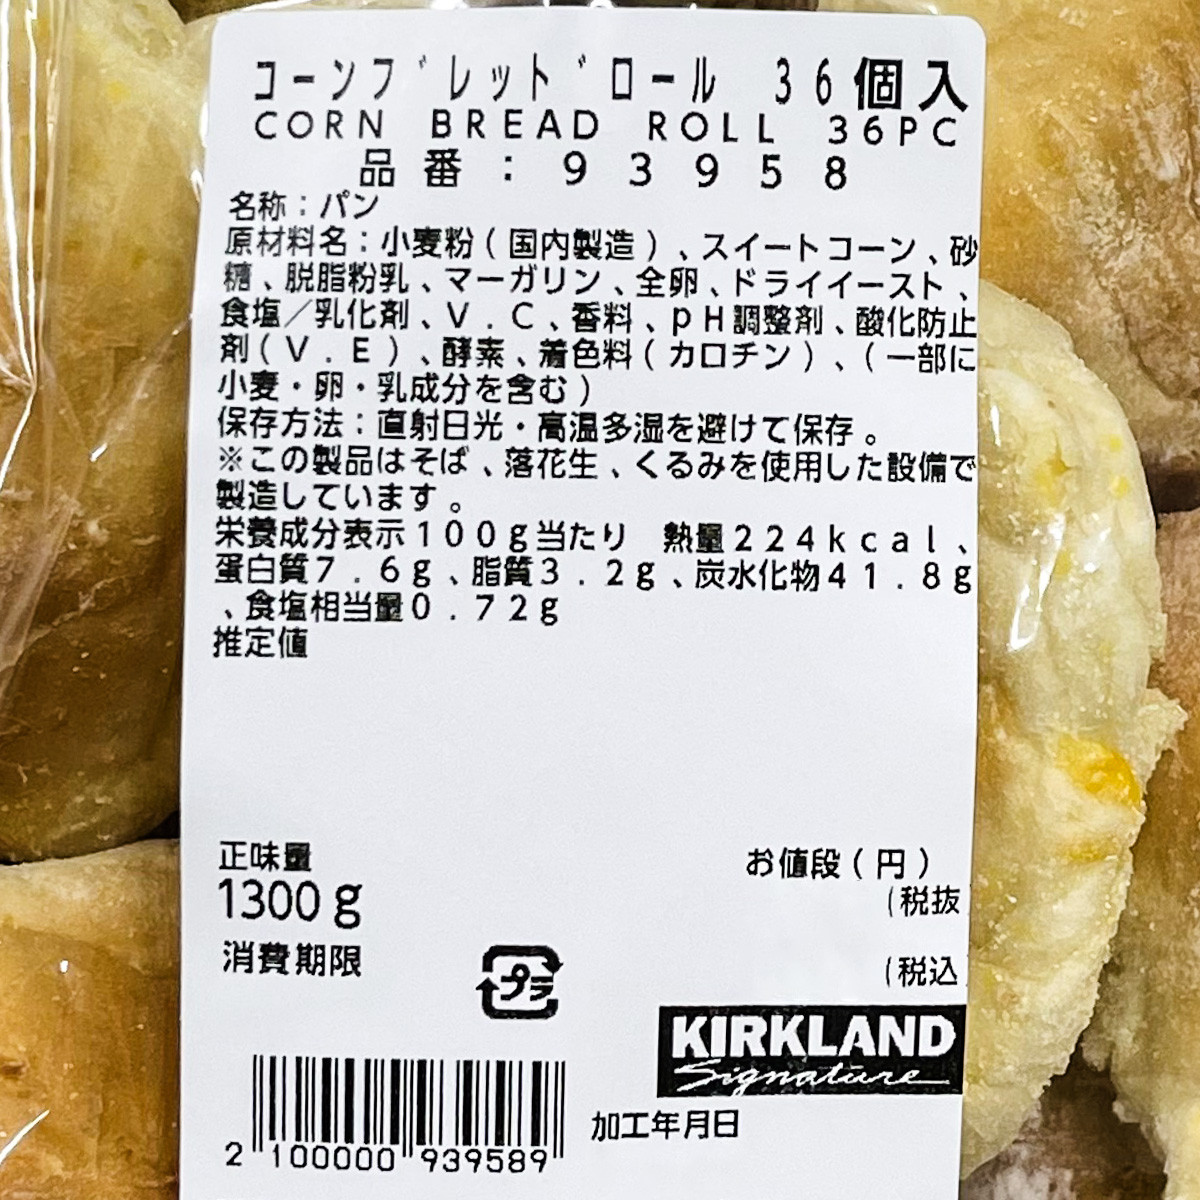 コーンブレッドロール 36個入
CORN BREAD ROLL 36PC
品番:93958
名称:パン
原材料名:小麦粉(国内製造)、スイートコーン、砂
糖、脱脂粉乳、マーガリン、全卵、ドライイースト、
食塩/乳化剤、V.C、香料、pH調整剤、酸化防止
剤(V.E)、酵素、着色料(カロチン)、(一部に
小麦・卵・乳成分を含む)
保存方法:直射日光・高温多湿を避けて保存。
※この製品はそば、落花生、くるみを使用した設備で
製造しています。
栄養成分表示100g当たり 熱量224kcal、
蛋白質7.6g、脂質3.2g、炭水化物41.8g
、食塩相当量0.72g
推定値
正味量
1300g
お値段(円)
(税抜
消費期限
プラ
(税込
KIRKLAND
Signature
加工年月日
2 100000 939589